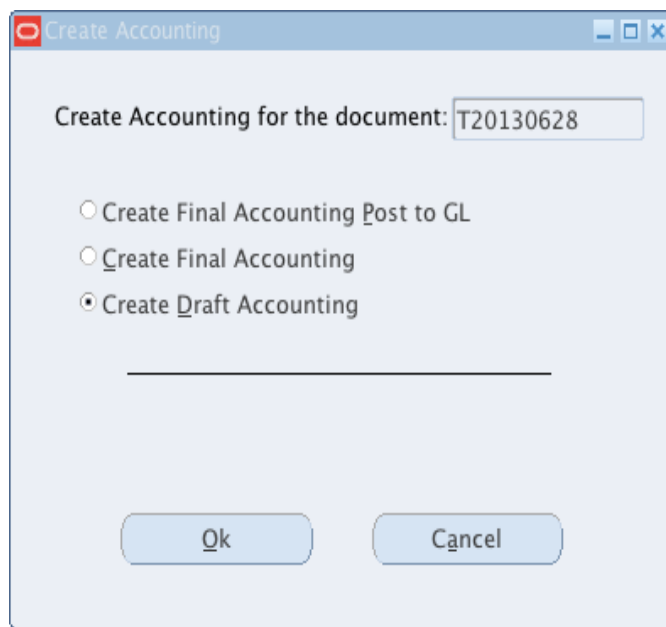 Create Accounting
Create Accounting for the document: T20130628
Create Final Accounting Post to GL
Create Final Accounting
Create Draft Accounting
Ok
Cancel